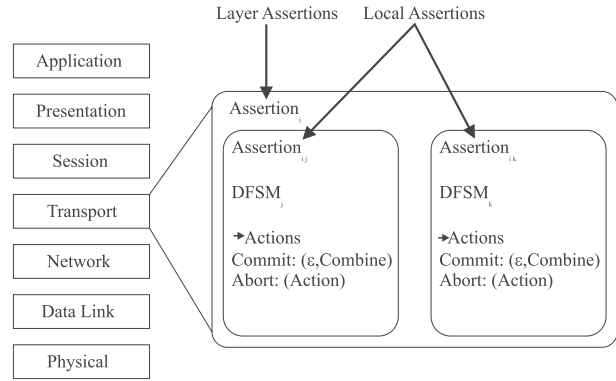 Layer Assertions
Local Assertions
Application
Presentation
Session
Transport
Network
Data Link
Physical
Assertion i
Assertion ij
DFSM j
→Actions
Commit: (ε,Combine)
Abort: (Action)
Assertion ik
DFSM k
→Actions
Commit: (ε,Combine)
Abort: (Action)